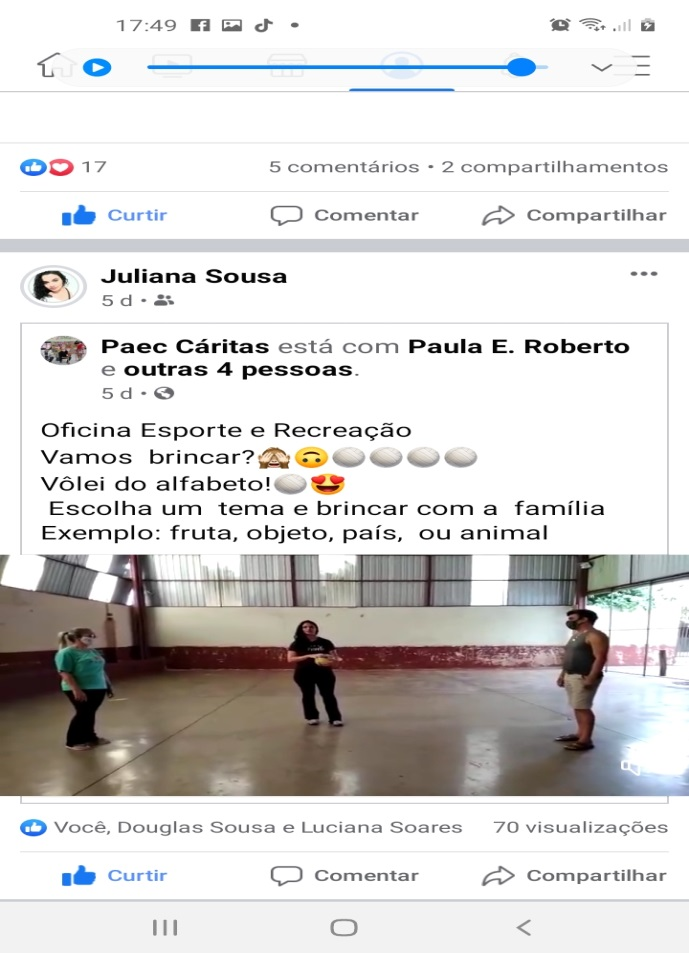 17:49
17
5 comentários • 2 compartilhamentos
Curtir
Comentar
Compartilhar
Juliana Sousa
5 d •
Paec Cáritas está com Paula E. Roberto
e outras 4 pessoas.
5 d •
Oficina Esporte e Recreação
Vamos brincar?🙈🙃🏐🏐🏐🏐
Vôlei do alfabeto!🏐😍
Escolha um tema e brincar com a família
Exemplo: fruta, objeto, país, ou animal
Você, Douglas Sousa e Luciana Soares
70 visualizações
Curtir
Comentar
Compartilhar